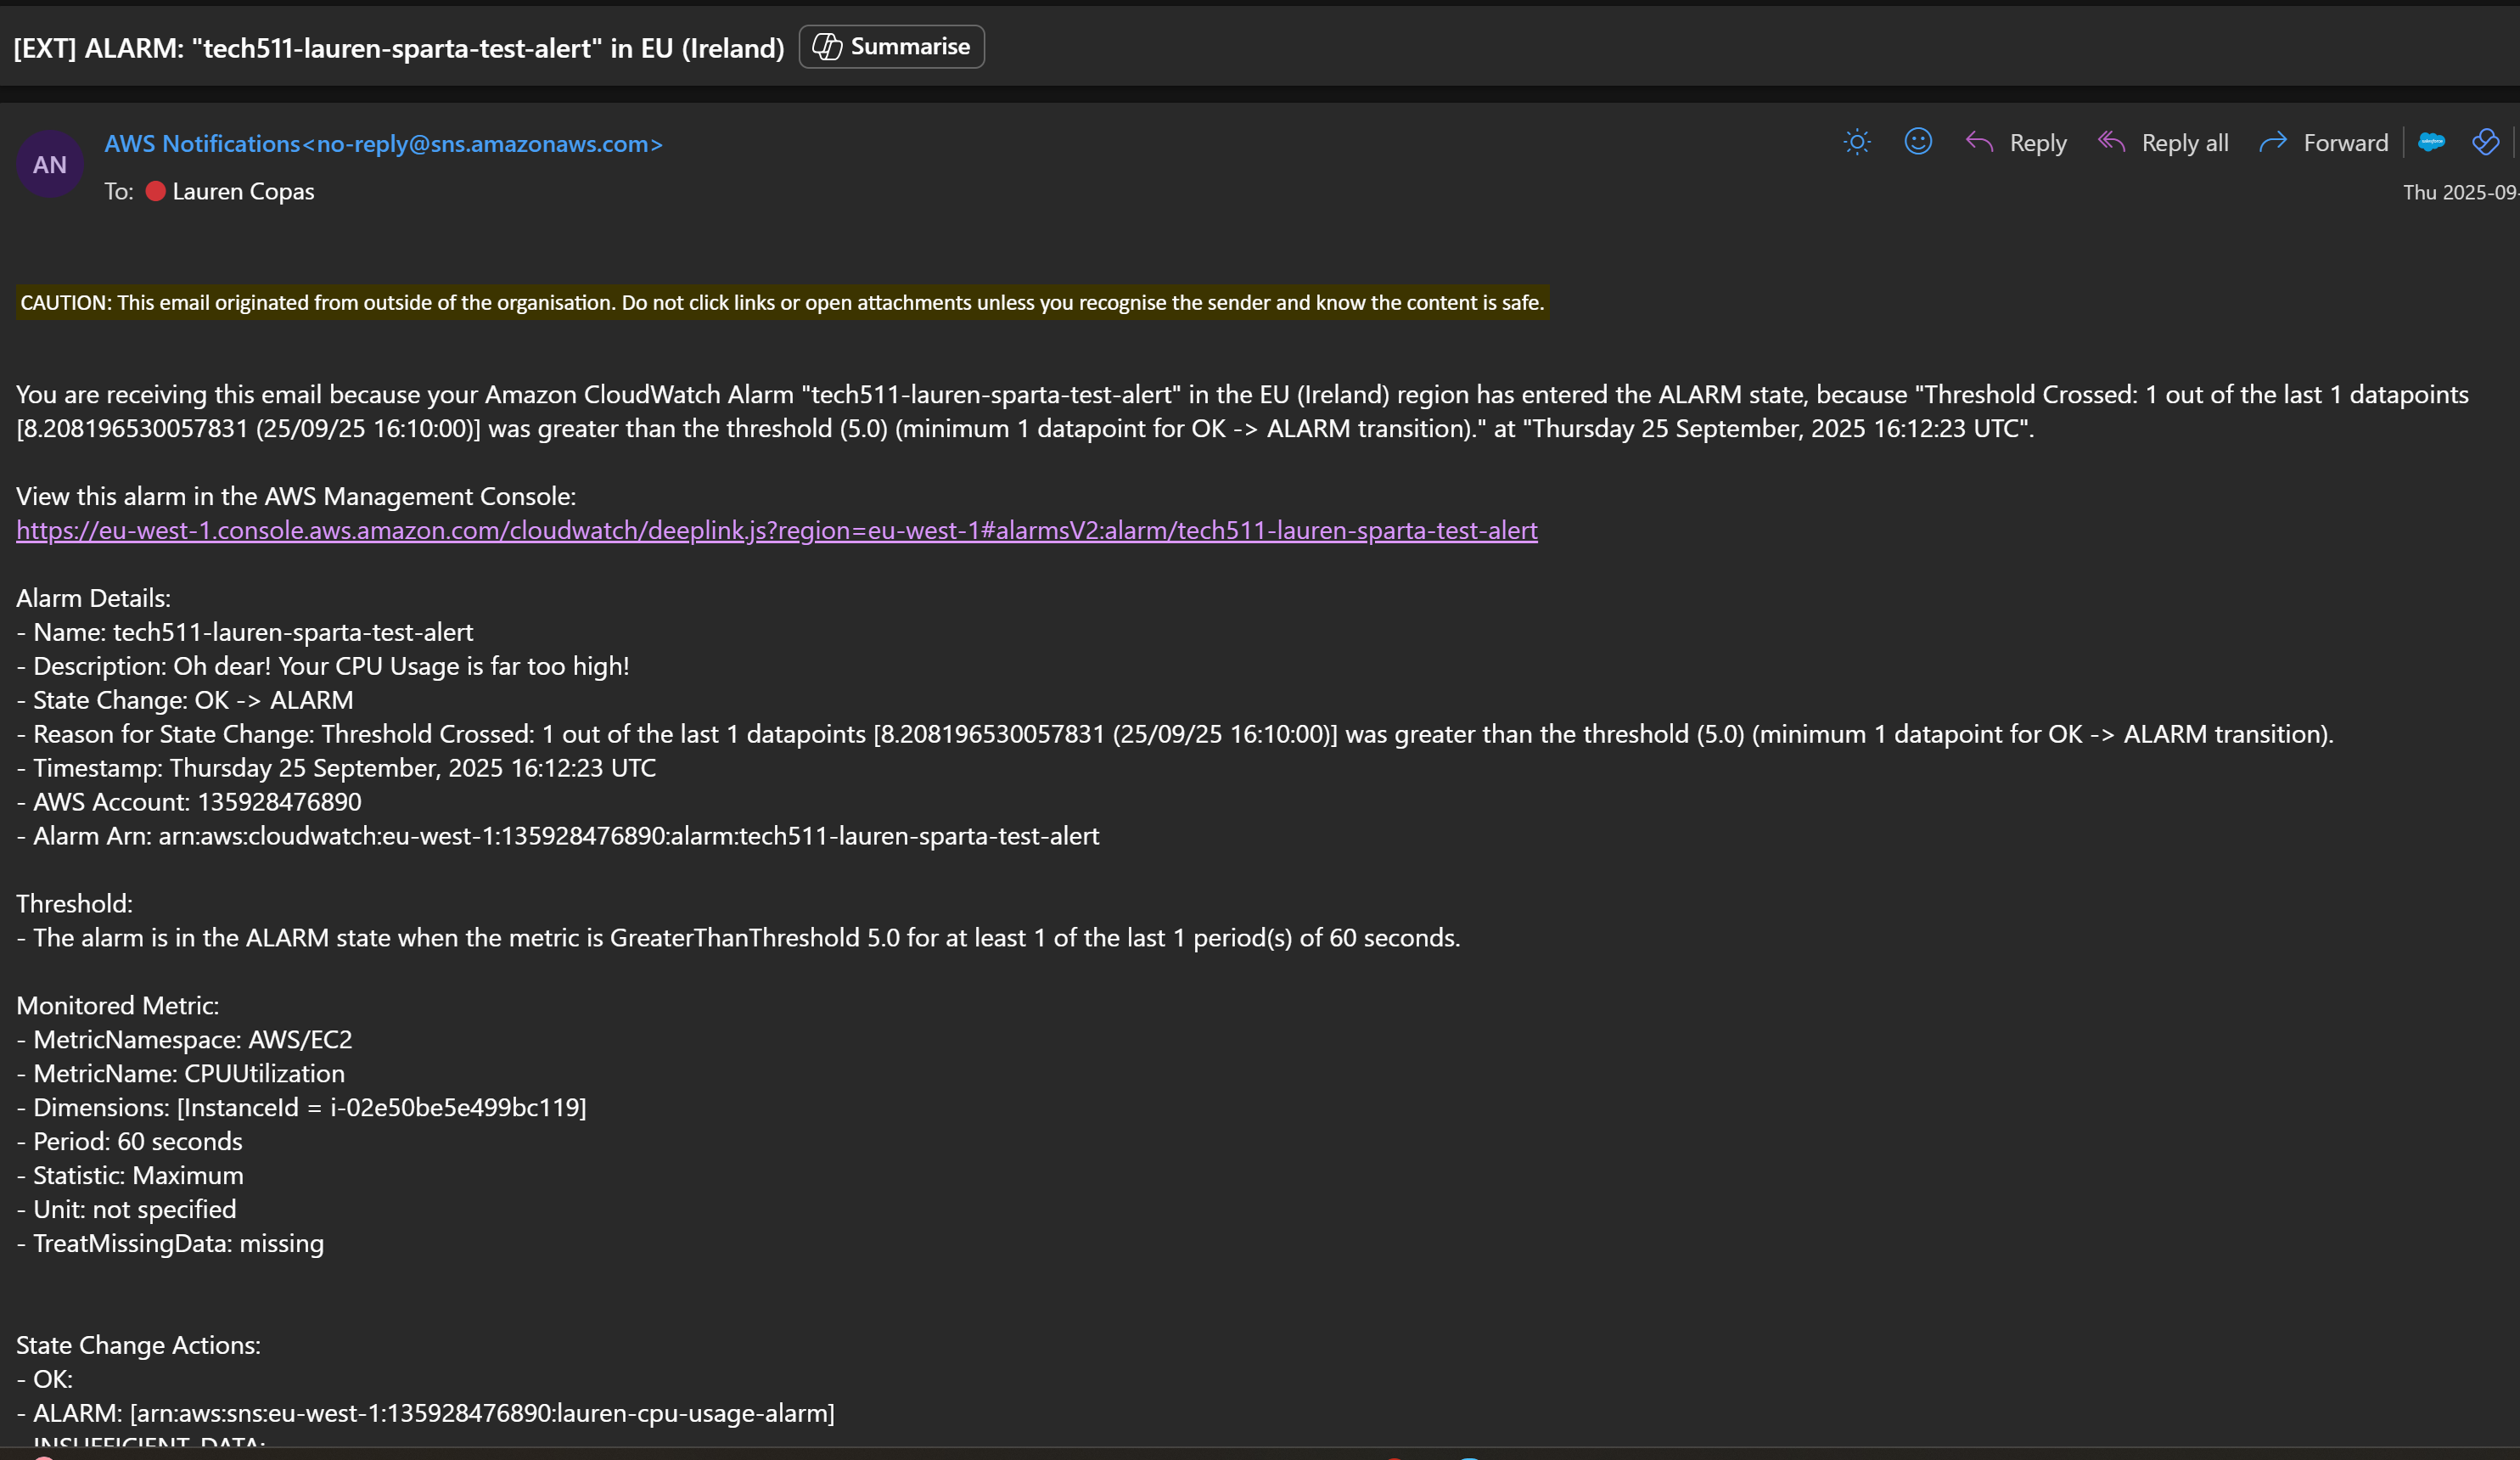 [EXT] ALARM: "tech511-lauren-sparta-test-alert" in EU (Ireland) Summarise
AN
AWS Notifications<no-reply@sns.amazonaws.com>
Reply Reply all Forward
To: Lauren Copas
Thu 2025-09-
CAUTION: This email originated from outside of the organisation. Do not click links or open attachments unless you recognise the sender and know the content is safe.
You are receiving this email because your Amazon CloudWatch Alarm "tech511-lauren-sparta-test-alert" in the EU (Ireland) region has entered the ALARM state, because "Threshold Crossed: 1 out of the last 1 datapoints
[8.208196530057831 (25/09/25 16:10:00)] was greater than the threshold (5.0) (minimum 1 datapoint for OK -> ALARM transition)." at "Thursday 25 September, 2025 16:12:23 UTC".
View this alarm in the AWS Management Console:
https://eu-west-1.console.aws.amazon.com/cloudwatch/deeplink.js?region=eu-west-1#alarmsV2:alarm/tech511-lauren-sparta-test-alert
Alarm Details:
- Name: tech511-lauren-sparta-test-alert
- Description: Oh dear! Your CPU Usage is far too high!
- State Change: OK -> ALARM
- Reason for State Change: Threshold Crossed: 1 out of the last 1 datapoints [8.208196530057831 (25/09/25 16:10:00)] was greater than the threshold (5.0) (minimum 1 datapoint for OK -> ALARM transition).
- Timestamp: Thursday 25 September, 2025 16:12:23 UTC
- AWS Account: 135928476890
- Alarm Arn: arn:aws:cloudwatch:eu-west-1:135928476890:alarm:tech511-lauren-sparta-test-alert
Threshold:
- The alarm is in the ALARM state when the metric is GreaterThanThreshold 5.0 for at least 1 of the last 1 period(s) of 60 seconds.
Monitored Metric:
- MetricNamespace: AWS/EC2
- MetricName: CPUUtilization
- Dimensions: [InstanceId = i-02e50be5e499bc119]
- Period: 60 seconds
- Statistic: Maximum
- Unit: not specified
- TreatMissingData: missing
State Change Actions:
- OK:
- ALARM: [arn:aws:sns:eu-west-1:135928476890:lauren-cpu-usage-alarm]
- INSUFFICIENT_DATA: